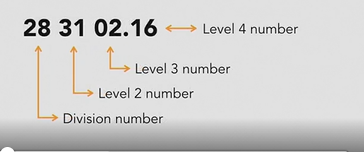 28 31 02.16 Level 4 number
Level 3 number
Level 2 number
Division number